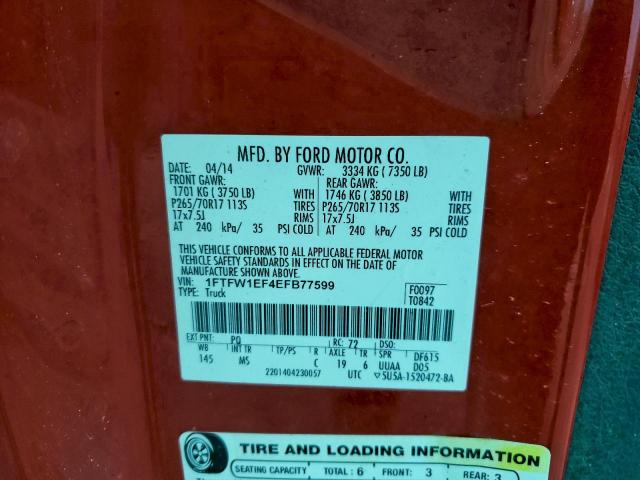 MFD. BY FORD MOTOR CO.
DATE: 04/14 GVWR: 3334 KG ( 7350 LB)
FRONT GAWR: REAR GAWR:
1701 KG ( 3750 LB) WITH 1746 KG ( 3850 LB) WITH
P265/70R17 113S TIRES P265/70R17 113S TIRES
17x7.5J RIMS 17x7.5J RIMS
AT 240 kPa/ 35 PSI COLD AT 240 kPa/ 35 PSI COLD
THIS VEHICLE CONFORMS TO ALL APPLICABLE FEDERAL MOTOR
VEHICLE SAFETY STANDARDS IN EFFECT ON THE DATE OF
MANUFACTURE SHOWN ABOVE.
VIN: 1FTFW1EF4EFB77599 F0097
TYPE: Truck T0842
EXT PNT: PQ RC: 72 DSO:
WB INT TR TP/PS R AXLE TR SPR DF615
145 MS C 19 6 UUAA D05
2201404230057 UTC ▽5U5A-1520472-BA
TIRE AND LOADING INFORMATION
SEATING CAPACITY TOTAL : 6 FRONT: 3 REAR: 3